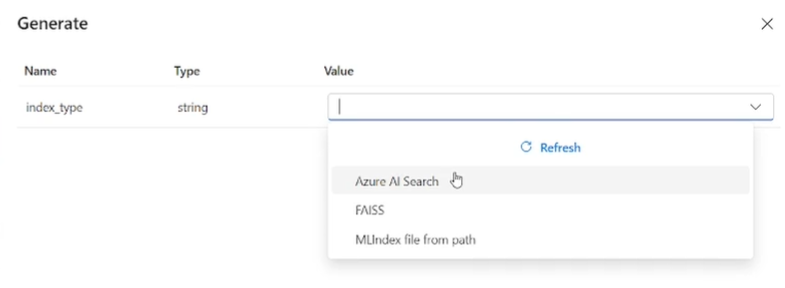 Generate
Name Type Value
index_type string
Refresh
Azure AI Search
FAISS
MLIndex file from path